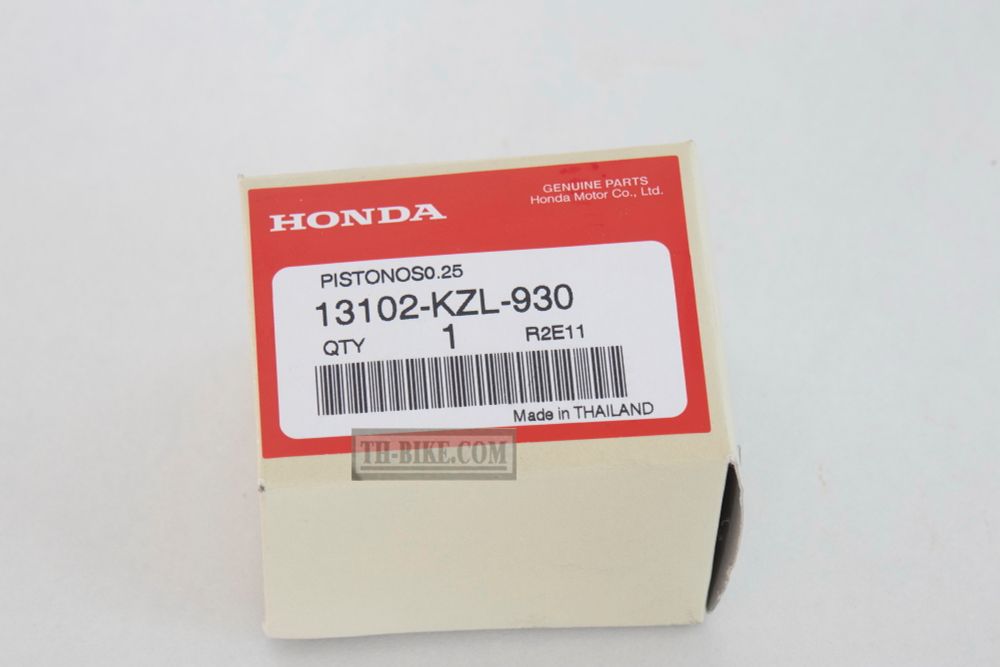 HONDA
GENUINE PARTS
Honda Motor Co., Ltd.
PISTONOS0.25
13102-KZL-930
QTY 1 R2E11
Made in THAILAND
TH-BIKE.COM